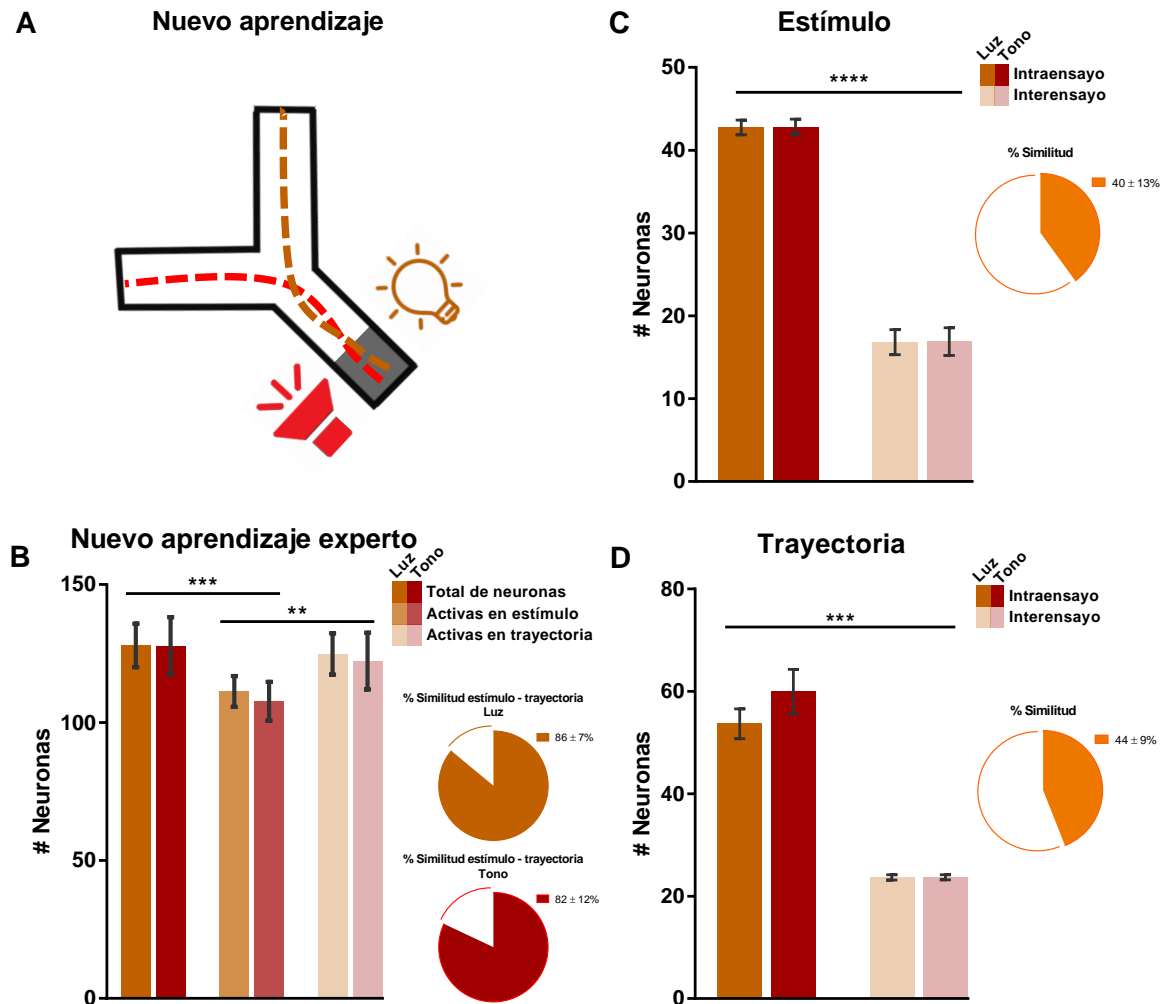 A
Nuevo aprendizaje
B
Nuevo aprendizaje experto
# Neuronas
150
100
50
0
***
**
Luz
Tono
Total de neuronas
Activas en estímulo
Activas en trayectoria
% Similitud estímulo - trayectoria
Luz
86 ± 7%
% Similitud estímulo - trayectoria
Tono
82 ± 12%
C
Estímulo
# Neuronas
50
40
30
20
10
0
****
Luz
Tono
Intraensayo
Interensayo
% Similitud
40 ± 13%
D
Trayectoria
# Neuronas
80
60
40
20
0
***
Luz
Tono
Intraensayo
Interensayo
% Similitud
44 ± 9%